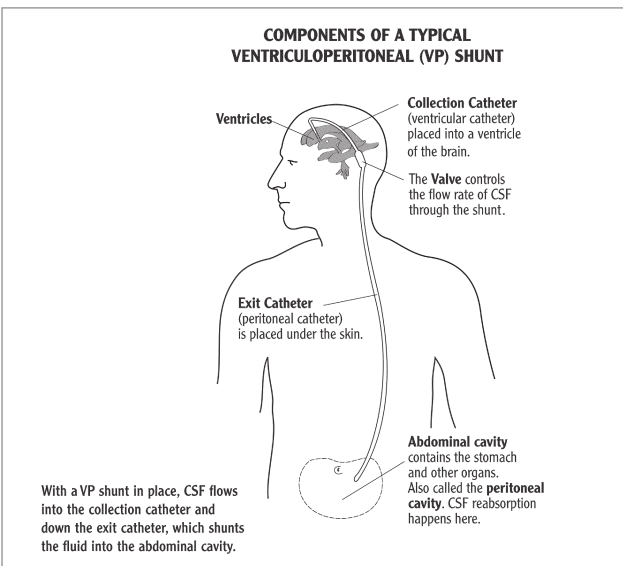 COMPONENTS OF A TYPICAL
VENTRICULOPERITONEAL (VP) SHUNT
Ventricles
Collection Catheter
(ventricular catheter)
placed into a ventricle
of the brain.
The Valve controls
the flow rate of CSF
through the shunt.
Exit Catheter
(peritoneal catheter)
is placed under the skin.
Abdominal cavity
contains the stomach
and other organs.
Also called the peritoneal
cavity. CSF reabsorption
happens here.
With a VP shunt in place, CSF flows
into the collection catheter and
down the exit catheter, which shunts
the fluid into the abdominal cavity.